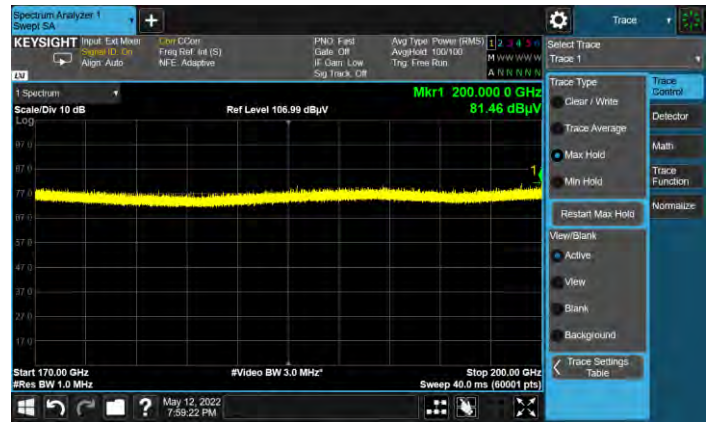 Spectrum Analyzer 1
Swept SA
+
Trace
KEYSIGHT
Input: Ext Mixer
Signal ID: On
Align: Auto
Corr CCorr
Freq Ref: Int (S)
NFE: Adaptive
PNO: Fast
Gate: Off
IF Gain: Low
Sig Track: Off
Avg Type: Power (RMS)
Avg|Hold: 100/100
Trig: Free Run
1 2 3 4 5 6
M W W W W W
A N N N N N
LXI
Select Trace
Trace 1
1 Spectrum
Scale/Div 10 dB
Log
Ref Level 106.99 dBµV
Mkr1 200.000 0 GHz
81.46 dBµV
97.0
87.0
77.0
67.0
57.0
47.0
37.0
27.0
17.0
1
Start 170.00 GHz
#Res BW 1.0 MHz
#Video BW 3.0 MHz*
Stop 200.00 GHz
Sweep 40.0 ms (60001 pts)
Trace Type
Clear / Write
Trace Average
Max Hold
Min Hold
Restart Max Hold
View/Blank
Active
View
Blank
Background
Trace Settings
Table
Trace
Control
Detector
Math
Trace
Function
Normalize
?
May 12, 2022
7:59:22 PM